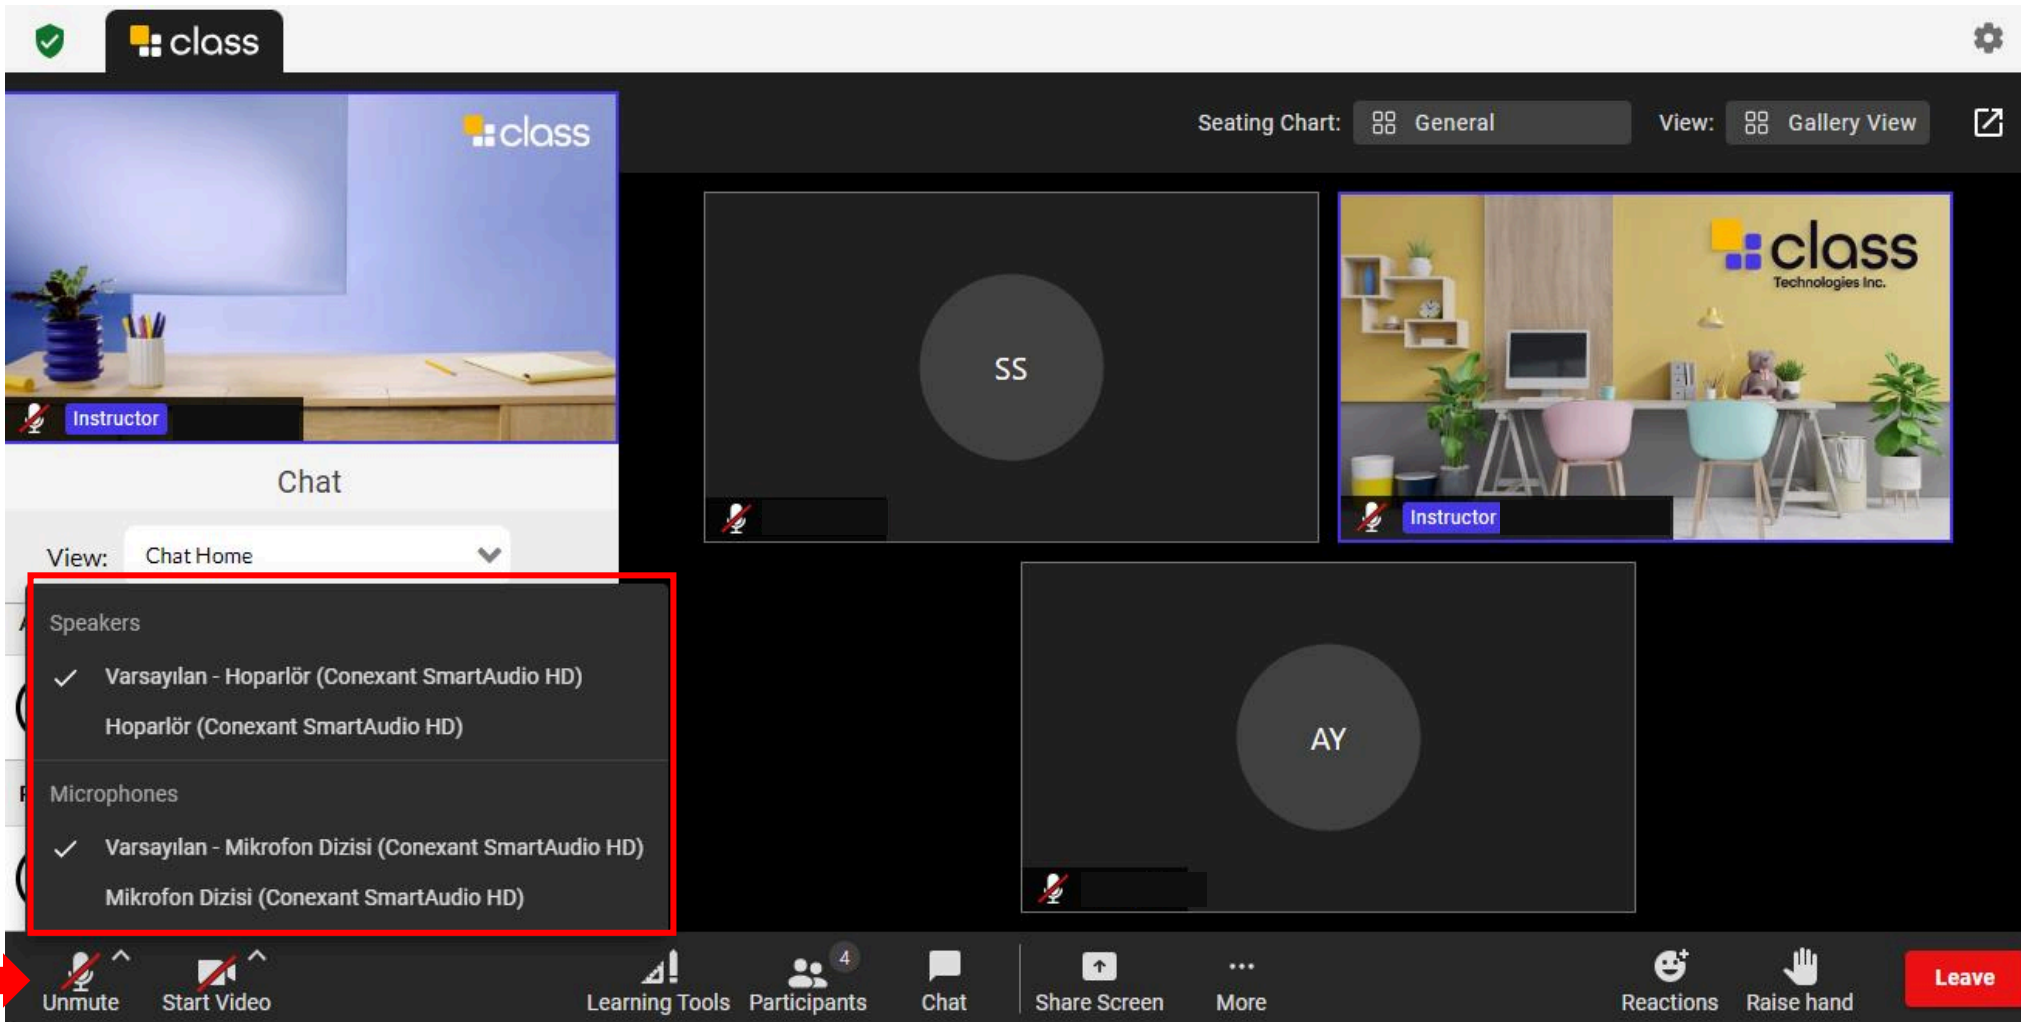 class
class
Seating Chart:
General
View:
Gallery View
Instructor
SS
class
Technologies Inc.
Instructor
Chat
View:
Chat Home
Speakers
Varsayılan - Hoparlör (Conexant SmartAudio HD)
Hoparlör (Conexant SmartAudio HD)
Microphones
Varsayılan - Mikrofon Dizisi (Conexant SmartAudio HD)
Mikrofon Dizisi (Conexant SmartAudio HD)
AY
Unmute
Start Video
Learning Tools
Participants
4
Chat
Share Screen
More
Reactions
Raise hand
Leave